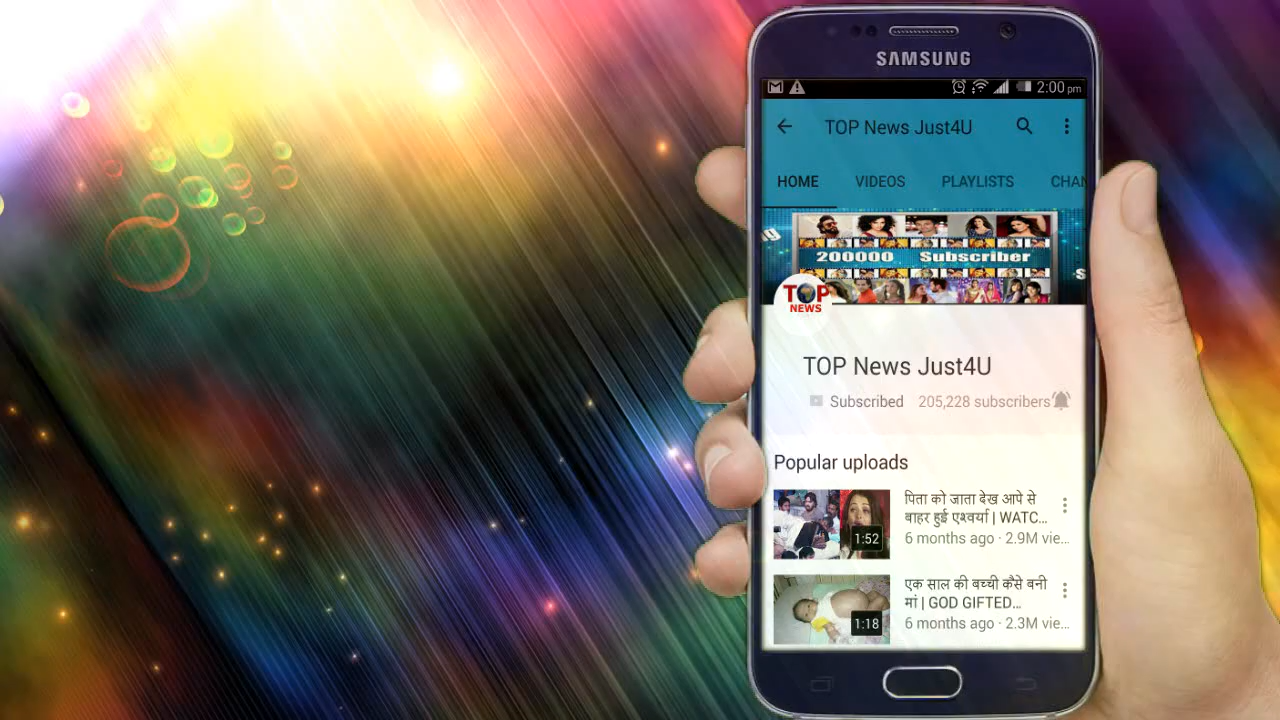 SAMSUNG
2:00 pm
TOP News Just4U
HOME VIDEOS PLAYLISTS CHAN
200000 Subscriber
TOP
NEWS
TOP News Just4U
Subscribed 205,228 subscribers
Popular uploads
पिता को जाता देख आपे से
बाहर हुई एश्वर्या | WATC...
6 months ago · 2.9M vie...
1:52
एक साल की बच्ची कैसे बनी
मां | GOD GIFTED...
6 months ago · 2.3M vie...
1:18